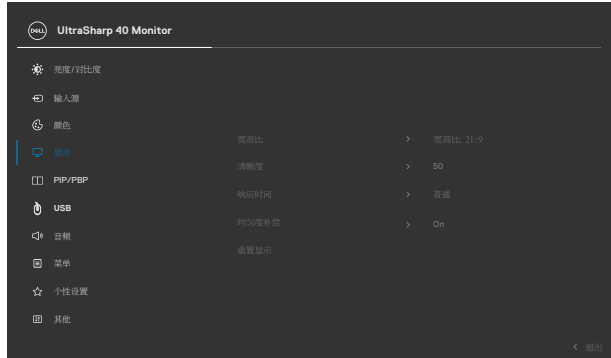 DELL
UltraSharp 40 Monitor
亮度/对比度
输入源
颜色
显示
PIP/PBP
USB
音频
菜单
个性设置
其他
宽高比 宽高比 21:9
清晰度 50
响应时间 普通
均匀度补偿 On
重置显示
退出